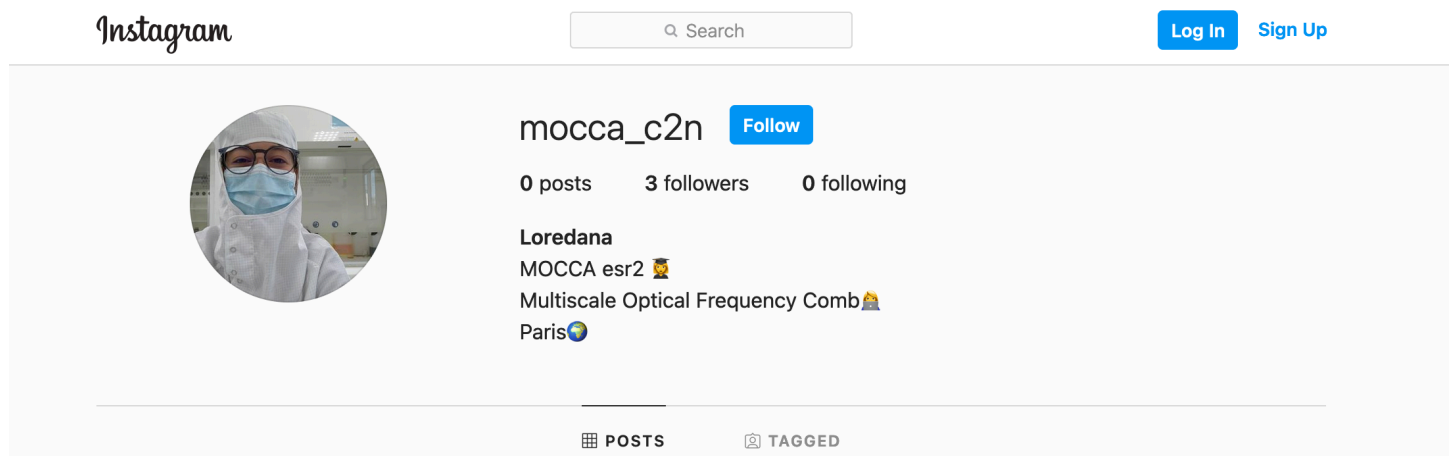 Instagram
Search
Log In
Sign Up
mocca_c2n
Follow
0 posts
3 followers
0 following
Loredana
MOCCA esr2 👩‍🎓
Multiscale Optical Frequency Comb👩‍💻
Paris🌍
POSTS
TAGGED